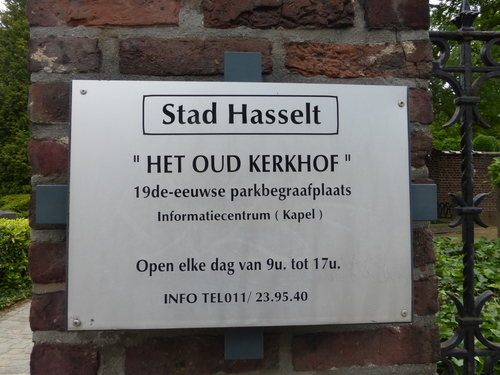 Stad Hasselt
" HET OUD KERKHOF "
19de-eeuwse parkbegraafplaats
Informatiecentrum ( Kapel )
Open elke dag van 9u. tot 17u.
INFO TEL011/ 23.95.40